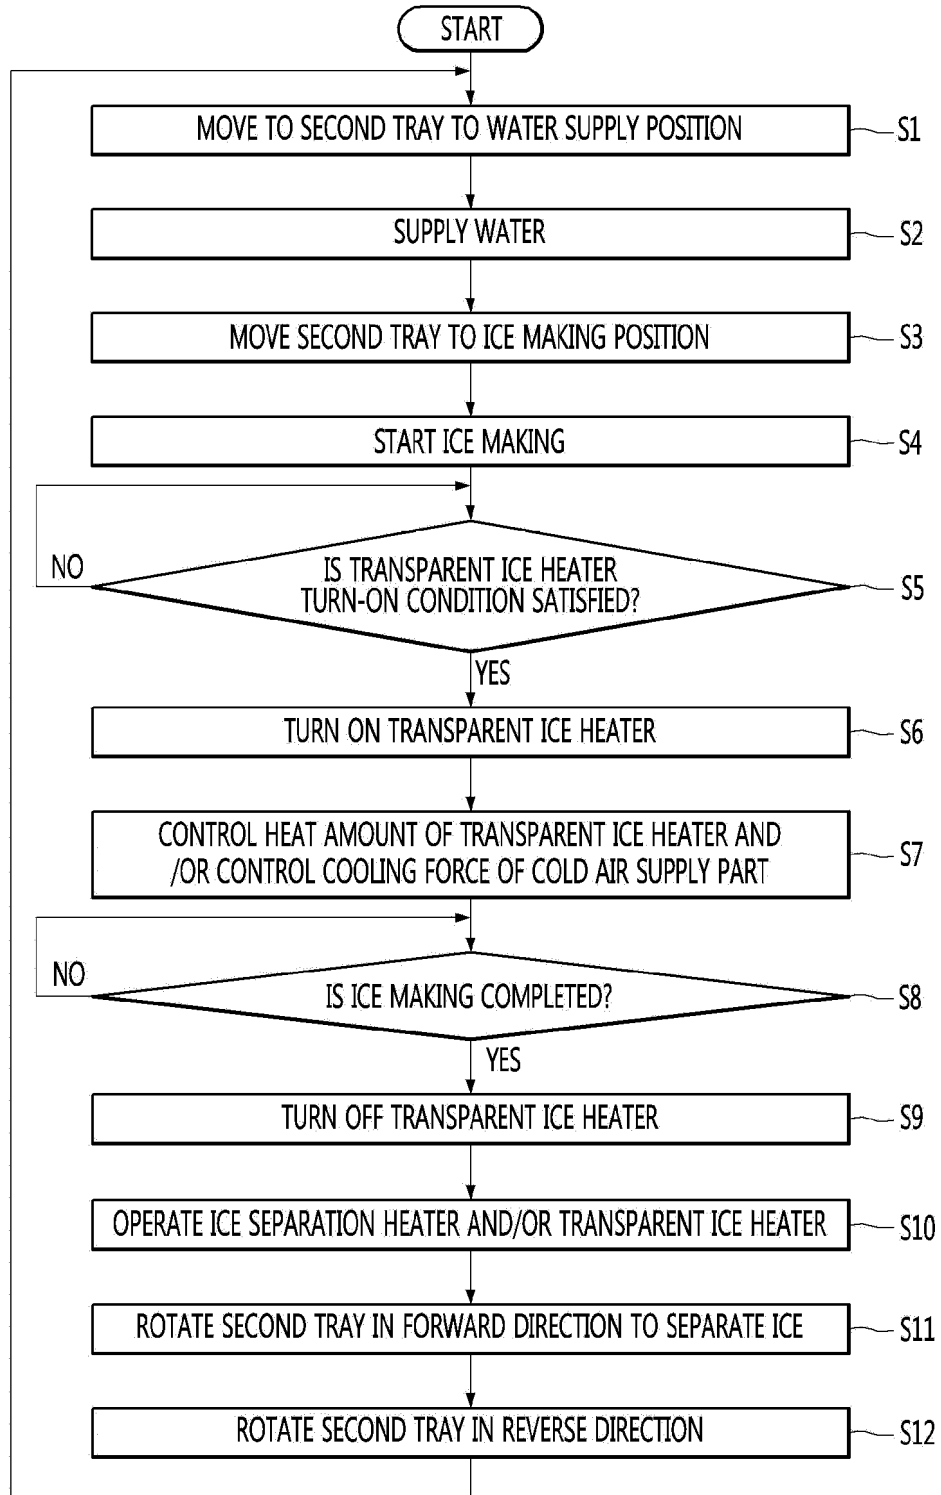 START
MOVE TO SECOND TRAY TO WATER SUPPLY POSITION
S1
SUPPLY WATER
S2
MOVE SECOND TRAY TO ICE MAKING POSITION
S3
START ICE MAKING
S4
NO
IS TRANSPARENT ICE HEATER
TURN-ON CONDITION SATISFIED?
S5
YES
TURN ON TRANSPARENT ICE HEATER
S6
CONTROL HEAT AMOUNT OF TRANSPARENT ICE HEATER AND
/OR CONTROL COOLING FORCE OF COLD AIR SUPPLY PART
S7
NO
IS ICE MAKING COMPLETED?
S8
YES
TURN OFF TRANSPARENT ICE HEATER
S9
OPERATE ICE SEPARATION HEATER AND/OR TRANSPARENT ICE HEATER
S10
ROTATE SECOND TRAY IN FORWARD DIRECTION TO SEPARATE ICE
S11
ROTATE SECOND TRAY IN REVERSE DIRECTION
S12